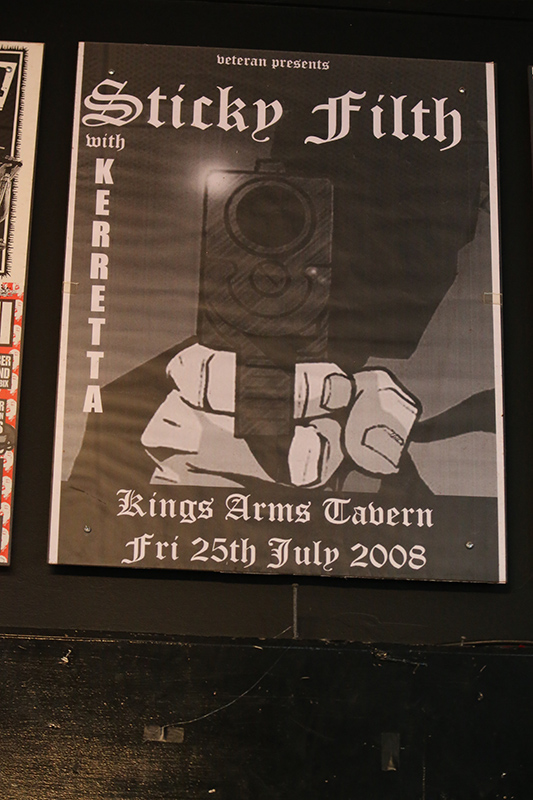 veteran presents
Sticky Filth
with
KERRETTA
Kings Arms Tavern
Fri 25th July 2008